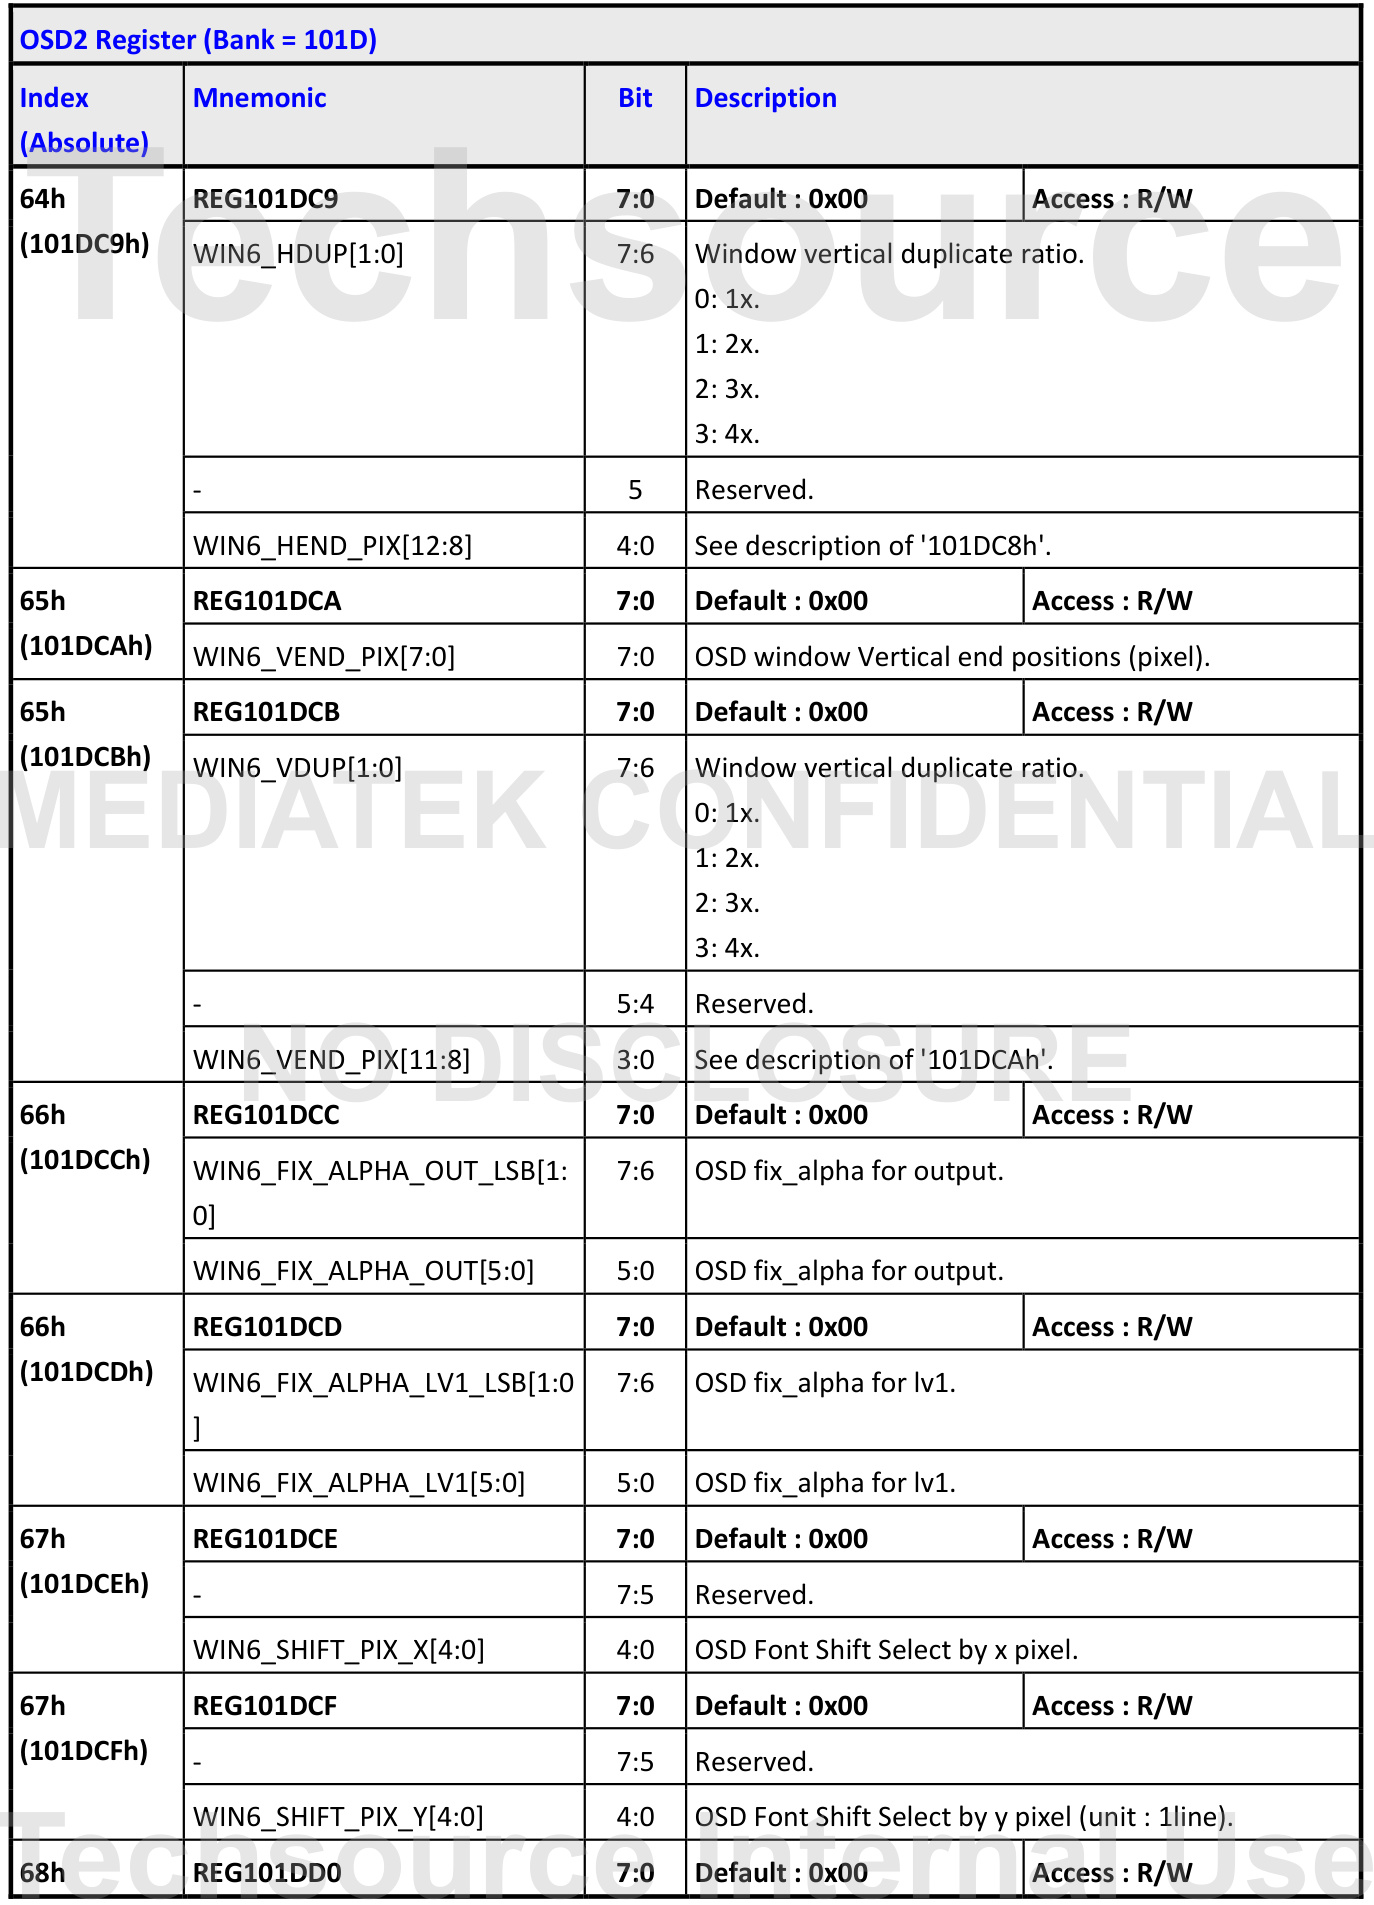 OSD2 Register (Bank = 101D)
Index Mnemonic Bit Description
(Absolute)
64h REG101DC9 7:0 Default : 0x00 Access : R/W
(101DC9h) WIN6_HDUP[1:0] 7:6 Window vertical duplicate ratio.
0: 1x.
1: 2x.
2: 3x.
3: 4x.
- 5 Reserved.
WIN6_HEND_PIX[12:8] 4:0 See description of '101DC8h'.
65h REG101DCA 7:0 Default : 0x00 Access : R/W
(101DCAh) WIN6_VEND_PIX[7:0] 7:0 OSD window Vertical end positions (pixel).
65h REG101DCB 7:0 Default : 0x00 Access : R/W
(101DCBh) WIN6_VDUP[1:0] 7:6 Window vertical duplicate ratio.
0: 1x.
1: 2x.
2: 3x.
3: 4x.
- 5:4 Reserved.
WIN6_VEND_PIX[11:8] 3:0 See description of '101DCAh'.
66h REG101DCC 7:0 Default : 0x00 Access : R/W
(101DCCh) WIN6_FIX_ALPHA_OUT_LSB[1: 7:6 OSD fix_alpha for output.
0]
WIN6_FIX_ALPHA_OUT[5:0] 5:0 OSD fix_alpha for output.
66h REG101DCD 7:0 Default : 0x00 Access : R/W
(101DCDh) WIN6_FIX_ALPHA_LV1_LSB[1:0 7:6 OSD fix_alpha for lv1.
]
WIN6_FIX_ALPHA_LV1[5:0] 5:0 OSD fix_alpha for lv1.
67h REG101DCE 7:0 Default : 0x00 Access : R/W
(101DCEh) - 7:5 Reserved.
WIN6_SHIFT_PIX_X[4:0] 4:0 OSD Font Shift Select by x pixel.
67h REG101DCF 7:0 Default : 0x00 Access : R/W
(101DCFh) - 7:5 Reserved.
WIN6_SHIFT_PIX_Y[4:0] 4:0 OSD Font Shift Select by y pixel (unit : 1line).
68h REG101DD0 7:0 Default : 0x00 Access : R/W
Techsource
MEDIATEK CONFIDENTIAL
NO DISCLOSURE
Techsource Internal Use